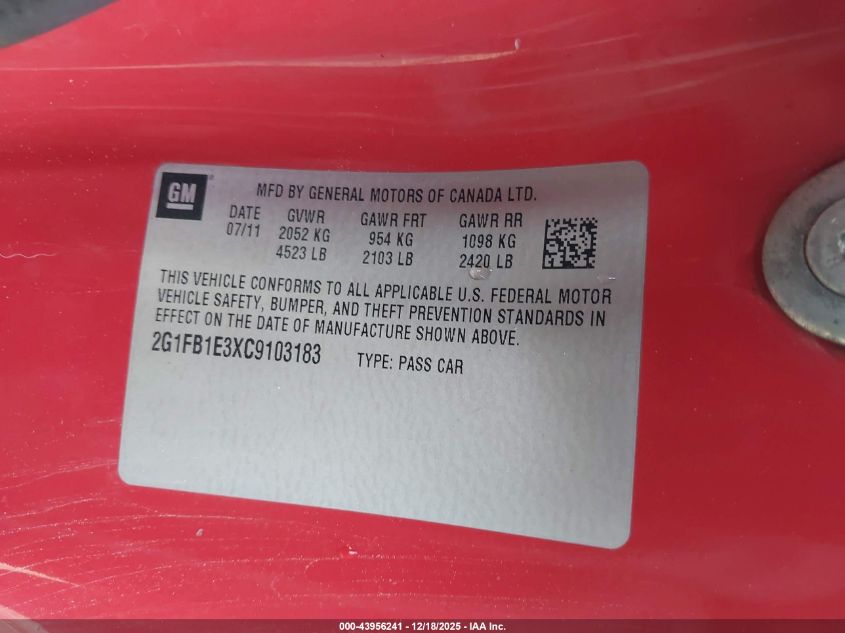 GM
MFD BY GENERAL MOTORS OF CANADA LTD.
DATE GVWR GAWR FRT GAWR RR
07/11 2052 KG 954 KG 1098 KG
4523 LB 2103 LB 2420 LB
THIS VEHICLE CONFORMS TO ALL APPLICABLE U.S. FEDERAL MOTOR
VEHICLE SAFETY, BUMPER, AND THEFT PREVENTION STANDARDS IN
EFFECT ON THE DATE OF MANUFACTURE SHOWN ABOVE.
2G1FB1E3XC9103183 TYPE: PASS CAR
000-43956241 - 12/18/2025 - IAA Inc.